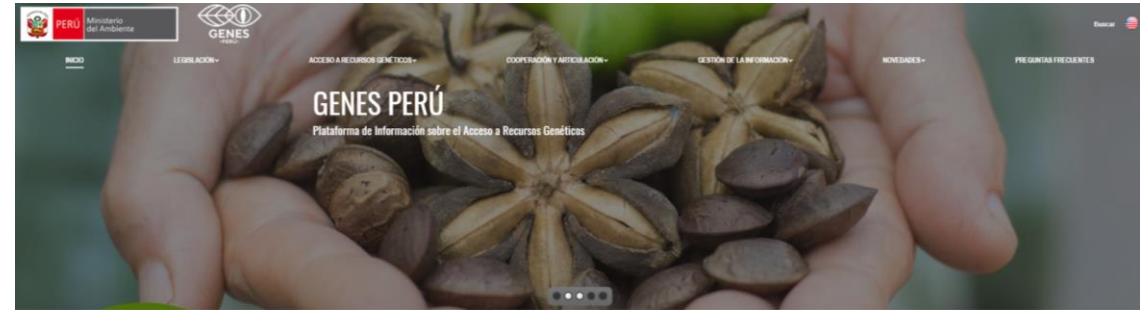 PERÚ
Ministerio
del Ambiente
GENES
-PERÚ-
Buscar
INICIO
LEGISLACIÓN
ACCESO A RECURSOS GENÉTICOS
COOPERACIÓN Y ARTICULACIÓN
GESTIÓN DE LA INFORMACIÓN
NOVEDADES
PREGUNTAS FRECUENTES
GENES PERÚ
Plataforma de Información sobre el Acceso a Recursos Genéticos